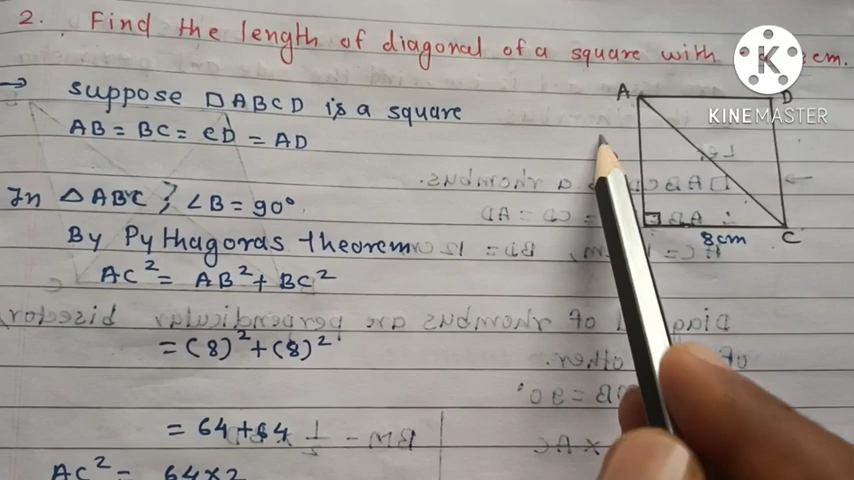 2. Find the length of diagonal of a square with cm.
→ suppose □ABCD is a square
AB = BC = CD = AD
In △ABC ; ∠B = 90°
By Pythagoras theorem
AC² = AB² + BC²
= (8)² + (8)²
= 64 + 64
AC² = 64×2
A D
8cm C
K
KINEMASTER